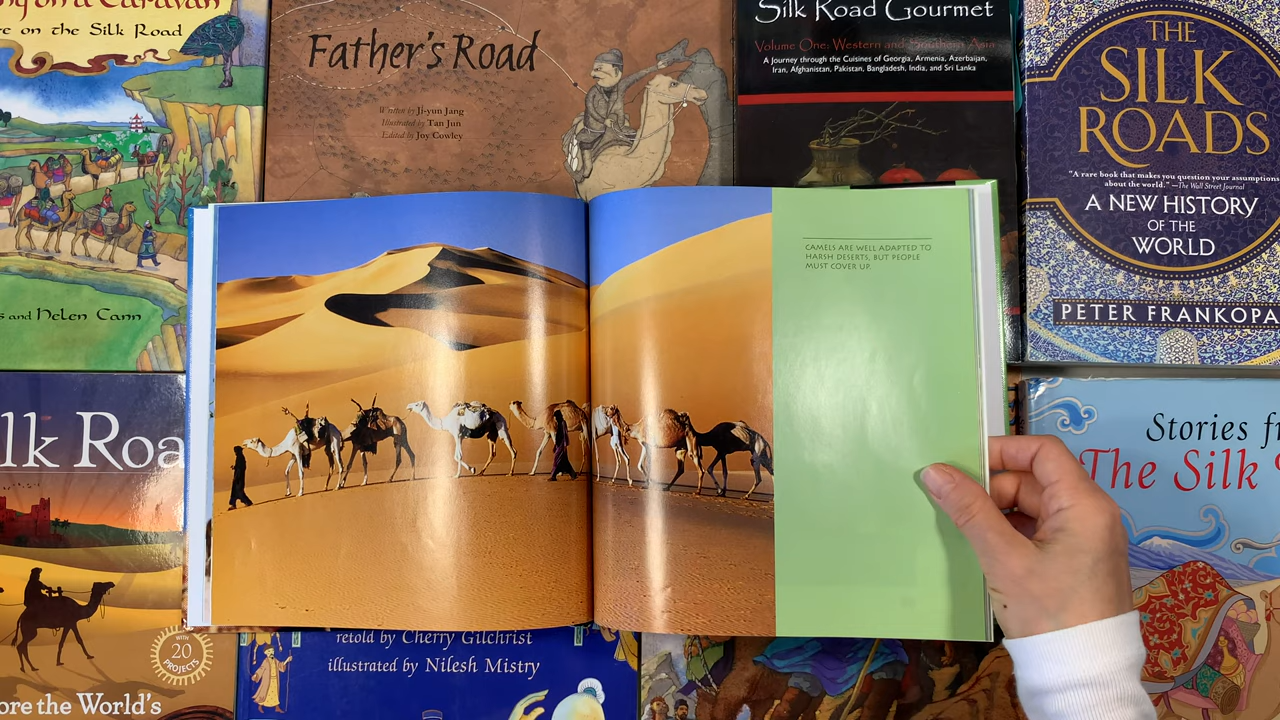 on a Caravan
e on the Silk Road
s and Helen Cann
Father's Road
Written by Ji-yun Jang
Illustrated by Tan Jun
Edited by Joy Cowley
Silk Road Gourmet
Volume One: Western and Southern Asia
A Journey through the Cuisines of Georgia, Armenia, Azerbaijan,
Iran, Afghanistan, Pakistan, Bangladesh, India, and Sri Lanka
THE
SILK
ROADS
"A rare book that makes you question your assumptions
about the world." —The Wall Street Journal
A NEW HISTORY
OF THE
WORLD
PETER FRANKOPA
CAMELS ARE WELL ADAPTED TO
HARSH DESERTS, BUT PEOPLE
MUST COVER UP.
lk Roa
WITH
20
PROJECTS
ore the World's
retold by Cherry Gilchrist
illustrated by Nilesh Mistry
Stories f
The Silk